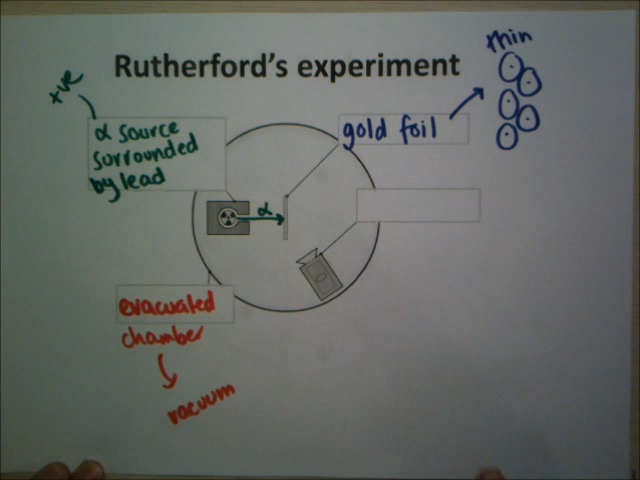 Rutherford's experiment
thin
+ve
α source
surrounded
by lead
gold foil
α
evacuated
chamber
vacuum